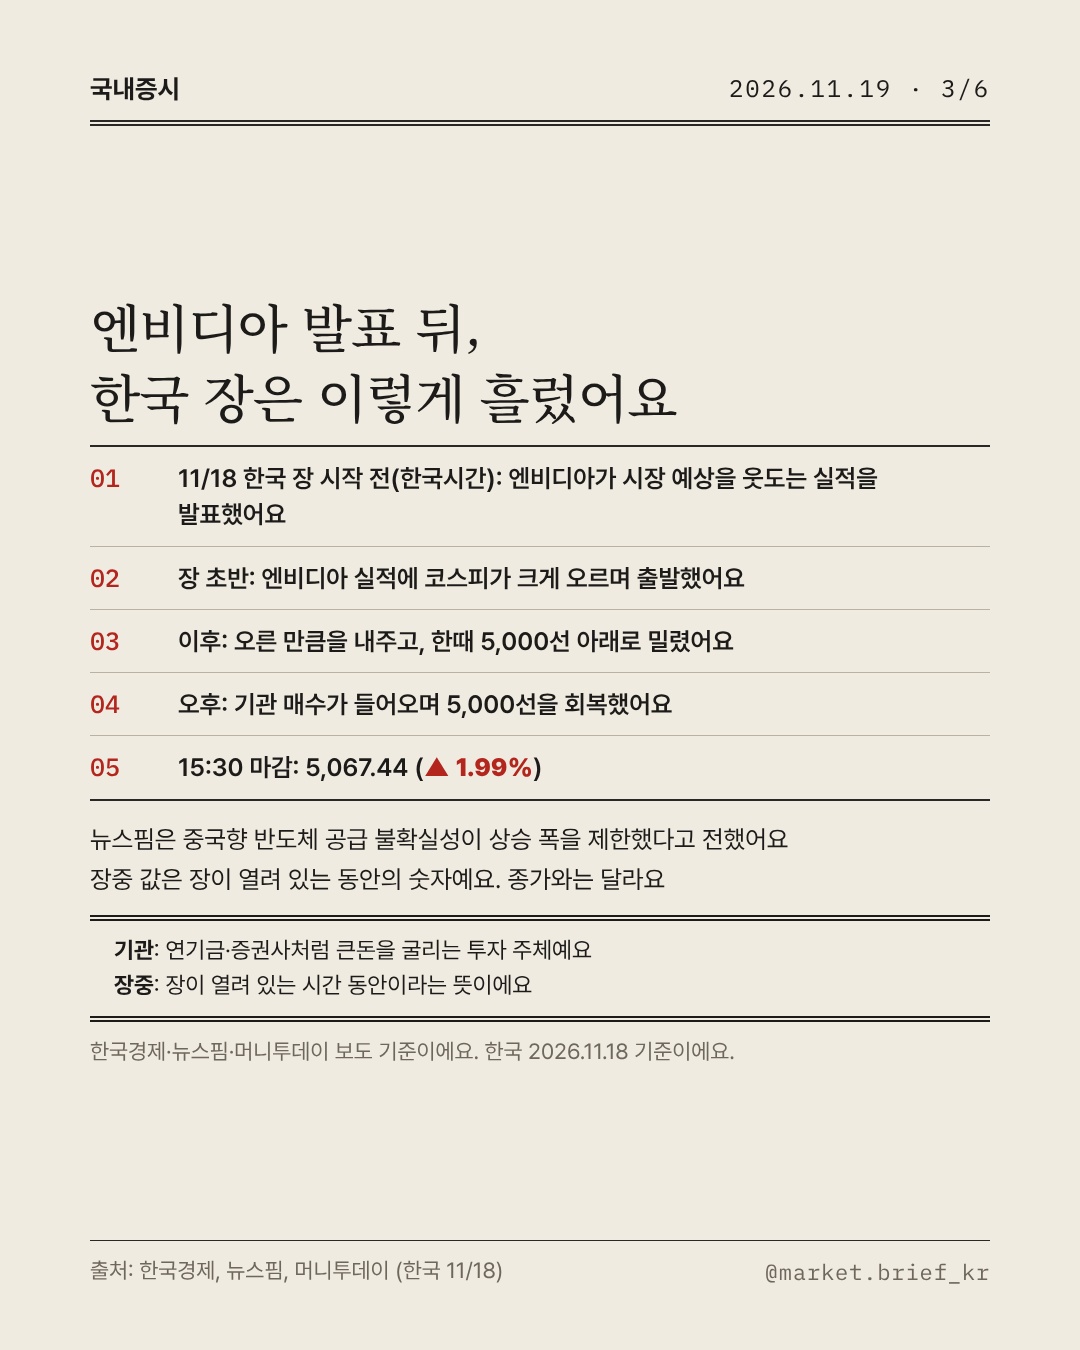 국내증시
2026.11.19 · 3/6
엔비디아 발표 뒤,
한국 장은 이렇게 흘렀어요
01 11/18 한국 장 시작 전(한국시간): 엔비디아가 시장 예상을 웃도는 실적을
발표했어요
02 장 초반: 엔비디아 실적에 코스피가 크게 오르며 출발했어요
03 이후: 오른 만큼을 내주고, 한때 5,000선 아래로 밀렸어요
04 오후: 기관 매수가 들어오며 5,000선을 회복했어요
05 15:30 마감: 5,067.44 (▲ 1.99%)
뉴스핌은 중국향 반도체 공급 불확실성이 상승 폭을 제한했다고 전했어요
장중 값은 장이 열려 있는 동안의 숫자예요. 종가와는 달라요
기관: 연기금·증권사처럼 큰돈을 굴리는 투자 주체예요
장중: 장이 열려 있는 시간 동안이라는 뜻이에요
한국경제·뉴스핌·머니투데이 보도 기준이에요. 한국 2026.11.18 기준이에요.
출처: 한국경제, 뉴스핌, 머니투데이 (한국 11/18)
@market.brief_kr